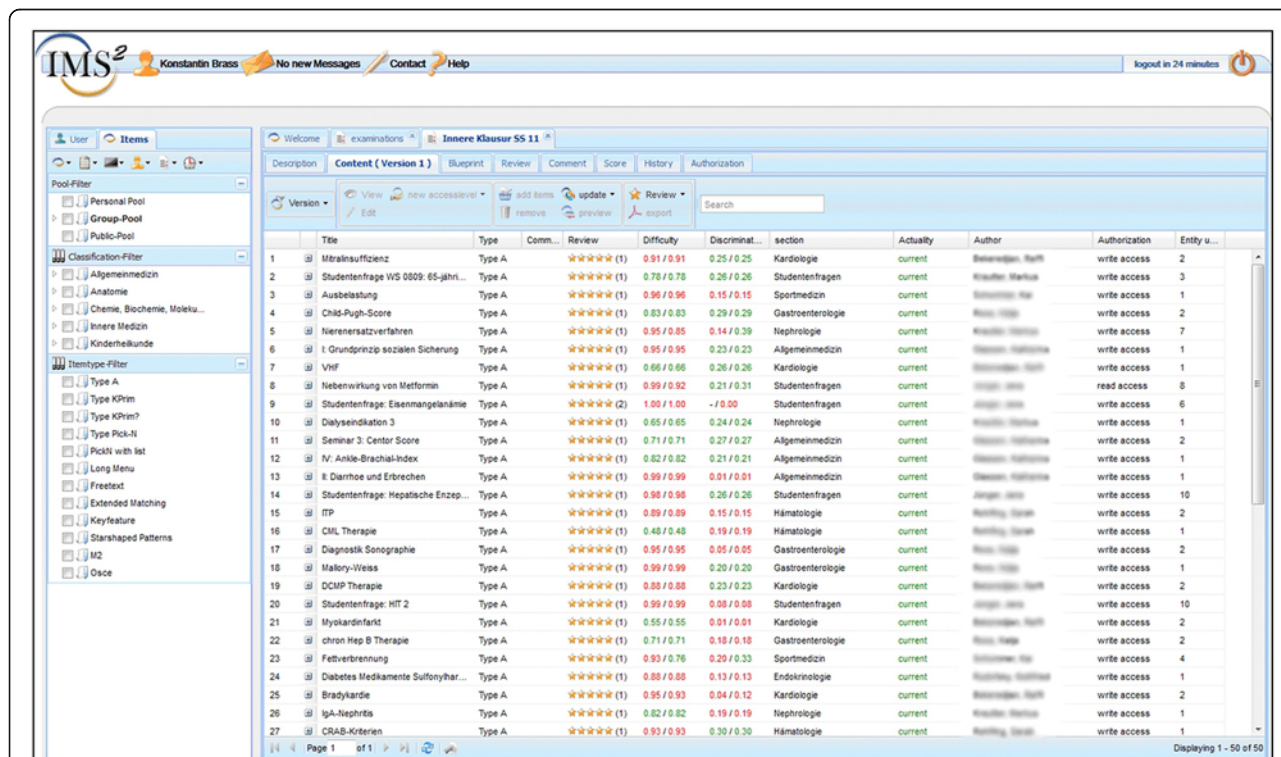 IMS² Konstantin Brass No new Messages Contact Help logout in 24 minutes
User Items Welcome examinations Innere Klausur SS 11
Description Content ( Version 1 ) Blueprint Review Comment Score History Authorization
Pool-Filter
Personal Pool
Group-Pool
Public-Pool
Classification-Filter
Allgemeinmedizin
Anatomie
Chemie, Biochemie, Moleku...
Innere Medizin
Kinderheilkunde
Itemtype-Filter
Type A
Type KPrim
Type KPrim?
Type Pick-N
PickN with list
Long Menu
Freetext
Extended Matching
Keyfeature
Starshaped Patterns
M2
Osce
Version View new accesslevel add items update Review Search
Edit remove preview export
Title Type Comm... Review Difficulty Discriminat... section Actuality Author Authorization Entity u...
1 Mitralinsuffizienz Type A (1) 0.91 / 0.91 0.25 / 0.25 Kardiologie current write access 2
2 Studentenfrage WS 0809: 65-jähri... Type A (1) 0.78 / 0.78 0.26 / 0.26 Studentenfragen current write access 3
3 Ausbelastung Type A (1) 0.96 / 0.96 0.15 / 0.15 Sportmedizin current write access 1
4 Child-Pugh-Score Type A (1) 0.83 / 0.83 0.29 / 0.29 Gastroenterologie current write access 2
5 Nierenersatzverfahren Type A (1) 0.95 / 0.85 0.14 / 0.39 Nephrologie current write access 7
6 I: Grundprinzip sozialen Sicherung Type A (1) 0.95 / 0.95 0.23 / 0.23 Allgemeinmedizin current write access 1
7 VHF Type A (1) 0.66 / 0.66 0.26 / 0.26 Kardiologie current write access 1
8 Nebenwirkung von Metformin Type A (1) 0.99 / 0.92 0.21 / 0.31 Studentenfragen current read access 8
9 Studentenfrage: Eisenmangelanämie Type A (2) 1.00 / 1.00 - / 0.00 Studentenfragen current write access 6
10 Dialyseindikation 3 Type A (1) 0.65 / 0.65 0.24 / 0.24 Nephrologie current write access 1
11 Seminar 3: Centor Score Type A (1) 0.71 / 0.71 0.27 / 0.27 Allgemeinmedizin current write access 2
12 IV: Ankle-Brachial-Index Type A (1) 0.82 / 0.82 0.21 / 0.21 Allgemeinmedizin current write access 1
13 II: Diarrhoe und Erbrechen Type A (1) 0.99 / 0.99 0.01 / 0.01 Allgemeinmedizin current write access 1
14 Studentenfrage: Hepatische Enzep... Type A (1) 0.98 / 0.98 0.26 / 0.26 Studentenfragen current write access 10
15 ITP Type A (1) 0.89 / 0.89 0.15 / 0.15 Hämatologie current write access 2
16 CML Therapie Type A (1) 0.48 / 0.48 0.19 / 0.19 Hämatologie current write access 1
17 Diagnostik Sonographie Type A (1) 0.95 / 0.95 0.05 / 0.05 Gastroenterologie current write access 2
18 Mallory-Weiss Type A (1) 0.99 / 0.99 0.20 / 0.20 Gastroenterologie current write access 1
19 DCMP Therapie Type A (1) 0.88 / 0.88 0.23 / 0.23 Kardiologie current write access 2
20 Studentenfrage: HIT 2 Type A (1) 0.99 / 0.99 0.08 / 0.08 Studentenfragen current write access 10
21 Myokardinfarkt Type A (1) 0.55 / 0.55 0.01 / 0.01 Kardiologie current write access 2
22 chron Hep B Therapie Type A (1) 0.71 / 0.71 0.18 / 0.18 Gastroenterologie current write access 2
23 Fettverbrennung Type A (1) 0.93 / 0.76 0.20 / 0.33 Sportmedizin current write access 4
24 Diabetes Medikamente Sulfonylhar... Type A (1) 0.88 / 0.88 0.13 / 0.13 Endokrinologie current write access 1
25 Bradykardie Type A (1) 0.95 / 0.93 0.04 / 0.12 Kardiologie current write access 2
26 IgA-Nephritis Type A (1) 0.82 / 0.82 0.19 / 0.19 Nephrologie current write access 1
27 CRAB-Kriterien Type A (1) 0.93 / 0.93 0.30 / 0.30 Hämatologie current write access 1
Page 1 of 1 Displaying 1 - 50 of 50